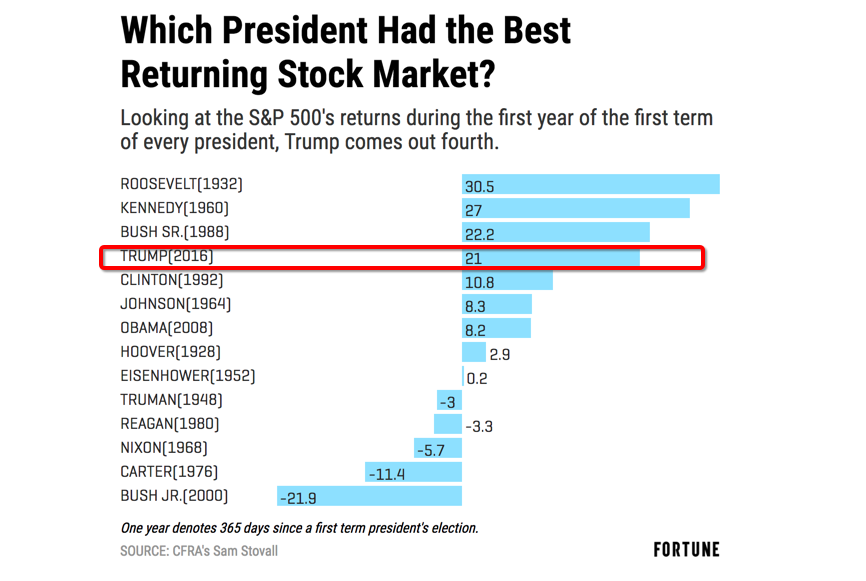 Which President Had the Best
Returning Stock Market?
Looking at the S&P 500's returns during the first year of the first term
of every president, Trump comes out fourth.
ROOSEVELT(1932) 30.5
KENNEDY(1960) 27
BUSH SR.(1988) 22.2
TRUMP(2016) 21
CLINTON(1992) 10.8
JOHNSON(1964) 8.3
OBAMA(2008) 8.2
HOOVER(1928) 2.9
EISENHOWER(1952) 0.2
TRUMAN(1948) -3
REAGAN(1980) -3.3
NIXON(1968) -5.7
CARTER(1976) -11.4
BUSH JR.(2000) -21.9
One year denotes 365 days since a first term president's election.
SOURCE: CFRA's Sam Stovall FORTUNE